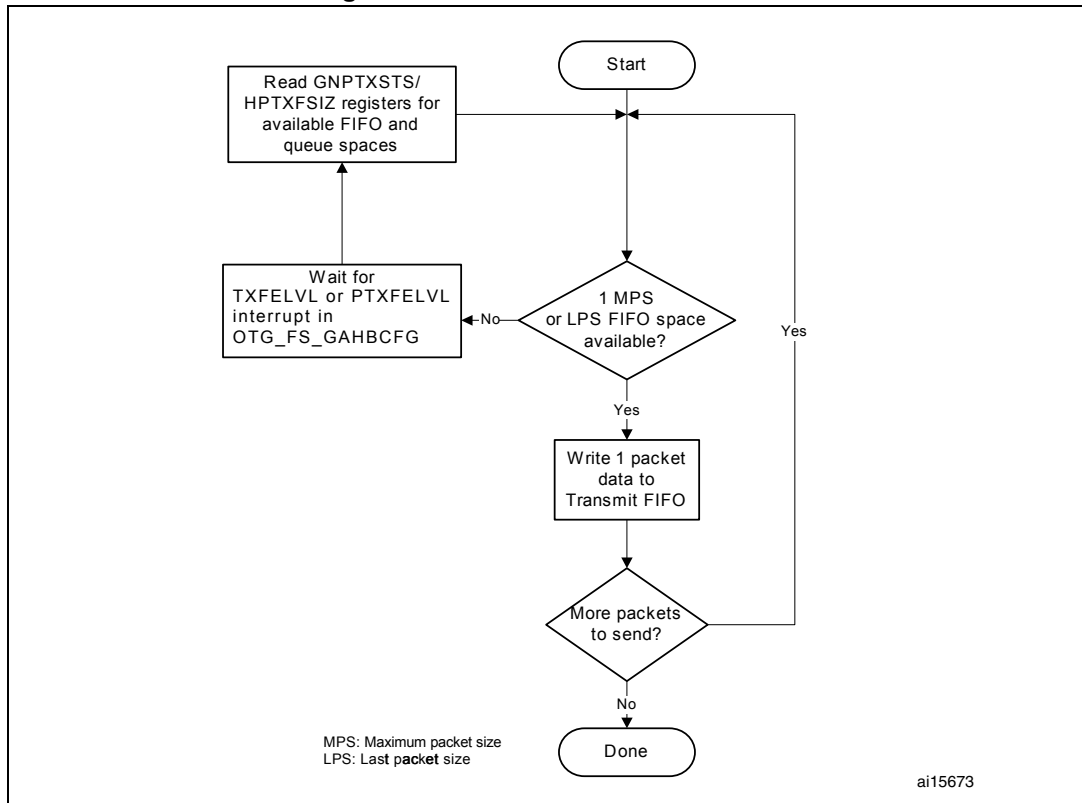 Start
Read GNPTXSTS/
HPTXFSIZ registers for
available FIFO and
queue spaces
Wait for
TXFELVL or PTXFELVL
interrupt in
OTG_FS_GAHBCFG
No
1 MPS
or LPS FIFO space
available?
Yes
Yes
Write 1 packet
data to
Transmit FIFO
More packets
to send?
No
Done
MPS: Maximum packet size
LPS: Last packet size
ai15673